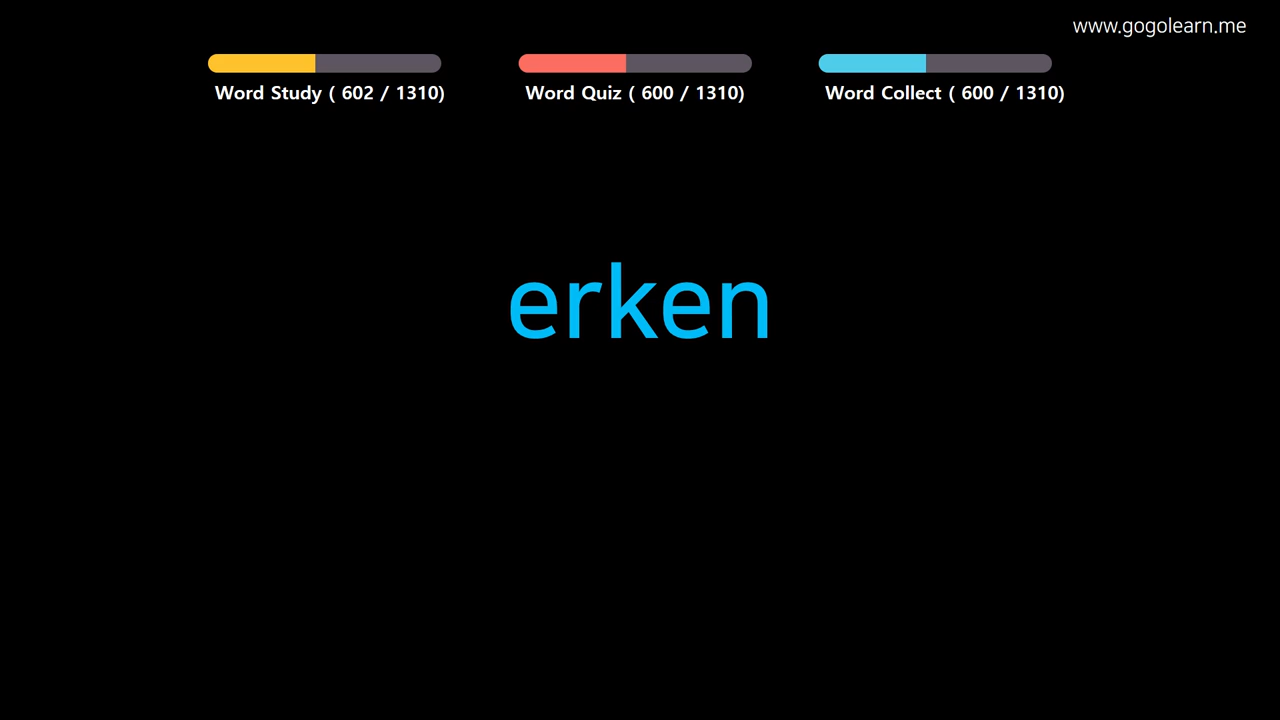 www.gogolearn.me
Word Study ( 602 / 1310)
Word Quiz ( 600 / 1310)
Word Collect ( 600 / 1310)
erken